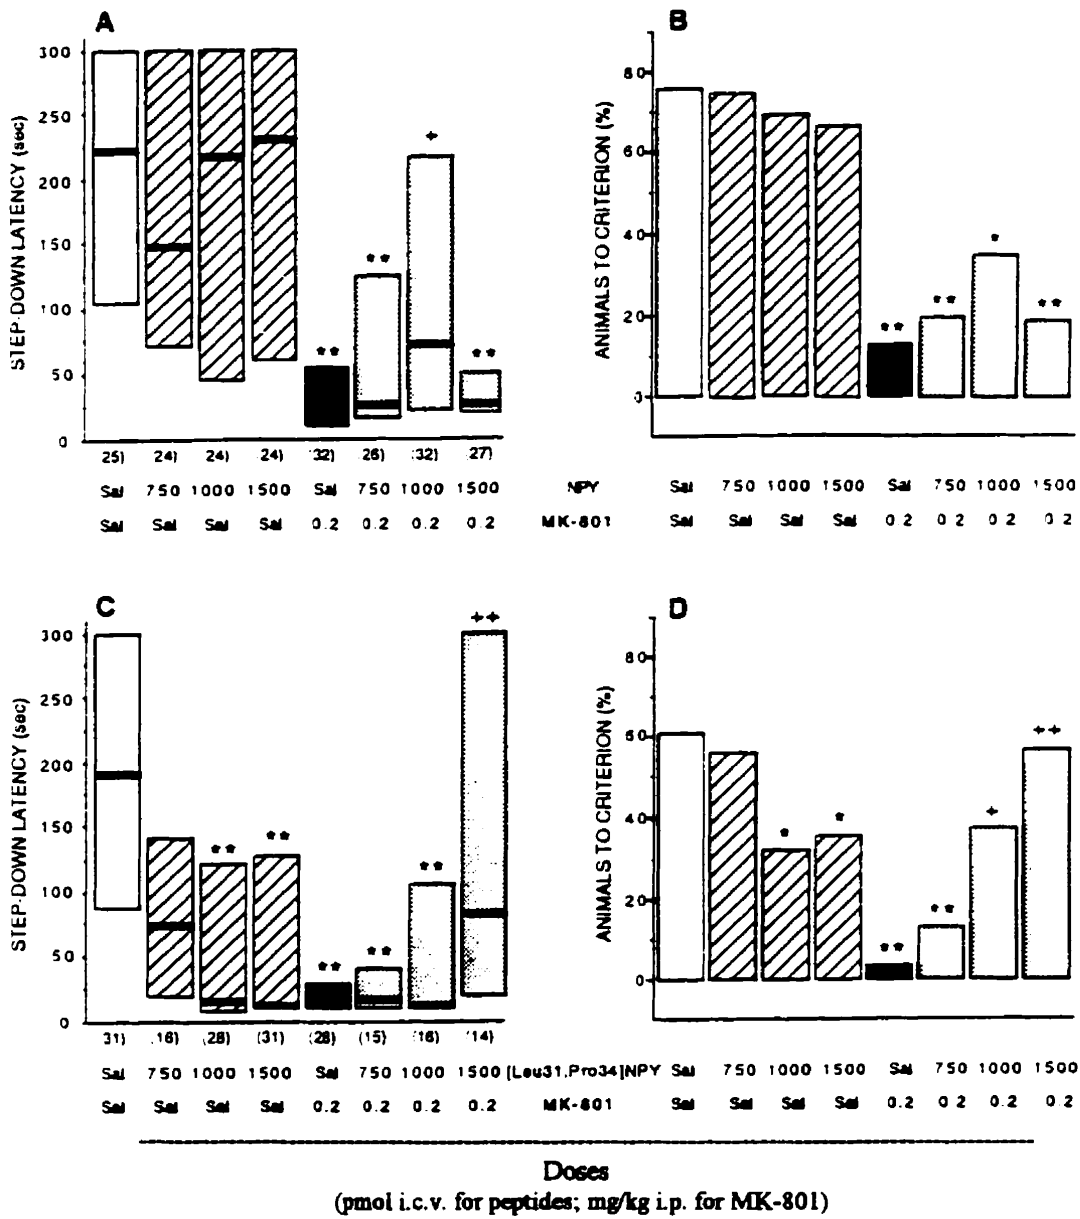 A
STEP-DOWN LATENCY (sec)
300
250
200
150
100
50
0
** ** + **
25) 24) 24) 24) (32) 26) (32) 27)
Sal 750 1000 1500 Sal 750 1000 1500
Sal Sal Sal Sal 0.2 0.2 0.2 0.2
NPY
MK-801
B
ANIMALS TO CRITERION (%)
80
60
40
20
0
** ** * **
Sal 750 1000 1500 Sal 750 1000 1500
Sal Sal Sal Sal 0.2 0.2 0.2 0.2
C
STEP-DOWN LATENCY (sec)
300
250
200
150
100
50
0
** ** ** ** ** ++
31) (16) (28) (31) (28) (15) (16) (14)
Sal 750 1000 1500 Sal 750 1000 1500
Sal Sal Sal Sal 0.2 0.2 0.2 0.2
[Leu31,Pro34]NPY
MK-801
D
ANIMALS TO CRITERION (%)
80
60
40
20
0
* * ** ** + ++
Sal 750 1000 1500 Sal 750 1000 1500
Sal Sal Sal Sal 0.2 0.2 0.2 0.2
Doses
(pmol i.c.v. for peptides; mg/kg i.p. for MK-801)